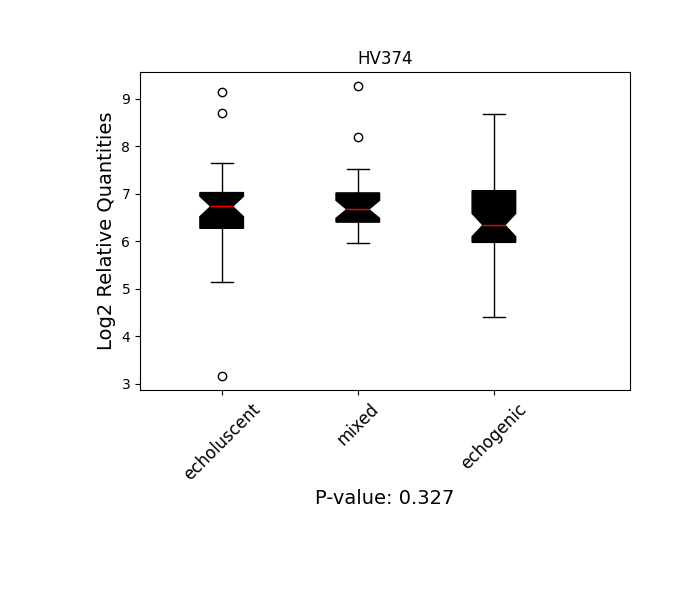 HV374
Log2 Relative Quantities
9
8
7
6
5
4
3
echoluscent
mixed
echogenic
P-value: 0.327